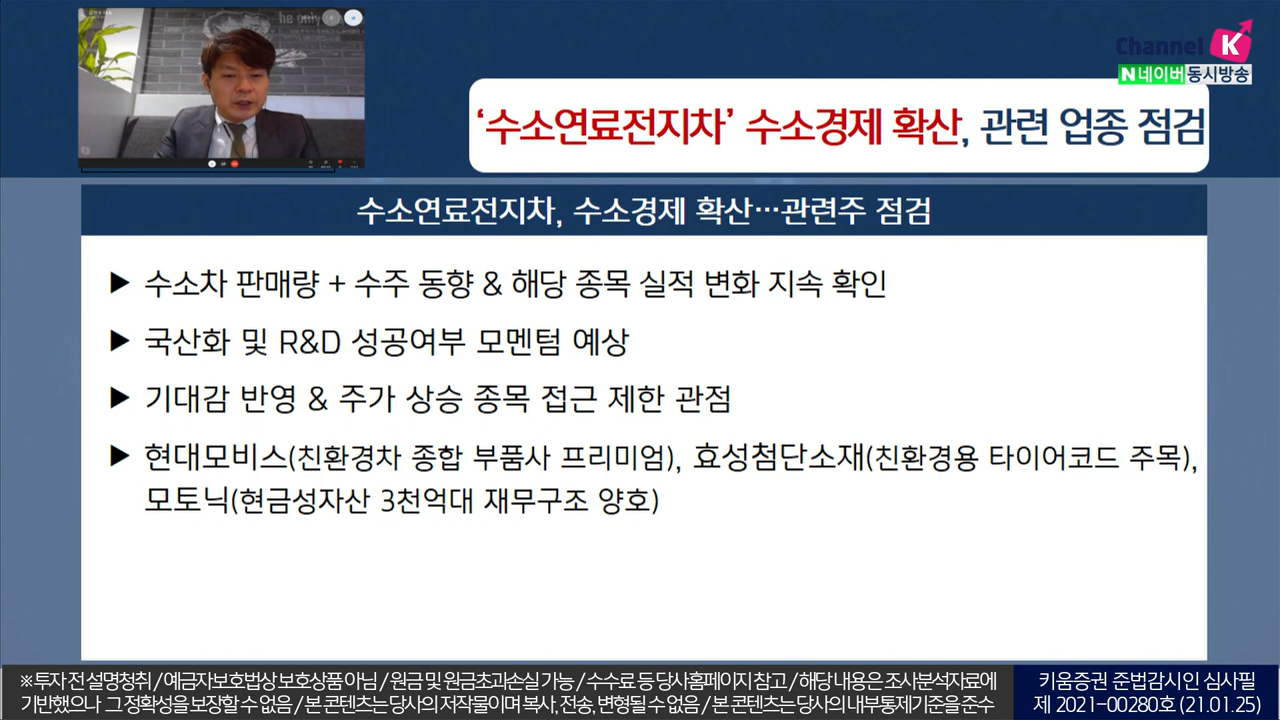 he only
Channel K
N 네이버 동시방송
‘수소연료전지차’ 수소경제 확산, 관련 업종 점검
수소연료전지차, 수소경제 확산…관련주 점검
▶ 수소차 판매량 + 수주 동향 & 해당 종목 실적 변화 지속 확인
▶ 국산화 및 R&D 성공여부 모멘텀 예상
▶ 기대감 반영 & 주가 상승 종목 접근 제한 관점
▶ 현대모비스(친환경차 종합 부품사 프리미엄), 효성첨단소재(친환경용 타이어코드 주목),
모토닉(현금성자산 3천억대 재무구조 양호)
※ 투자 전 설명청취 / 예금자보호법상 보호상품 아님 / 원금 및 원금초과손실 가능 / 수수료 등 당사홈페이지 참고 / 해당 내용은 조사분석자료에
기반했으나 그 정확성을 보장할 수 없음 / 본 콘텐츠는 당사의 저작물이며 복사, 전송, 변형될 수 없음 / 본 콘텐츠는 당사의 내부통제기준을 준수
키움증권 준법감시인 심사필
제 2021-00280호 (21.01.25)